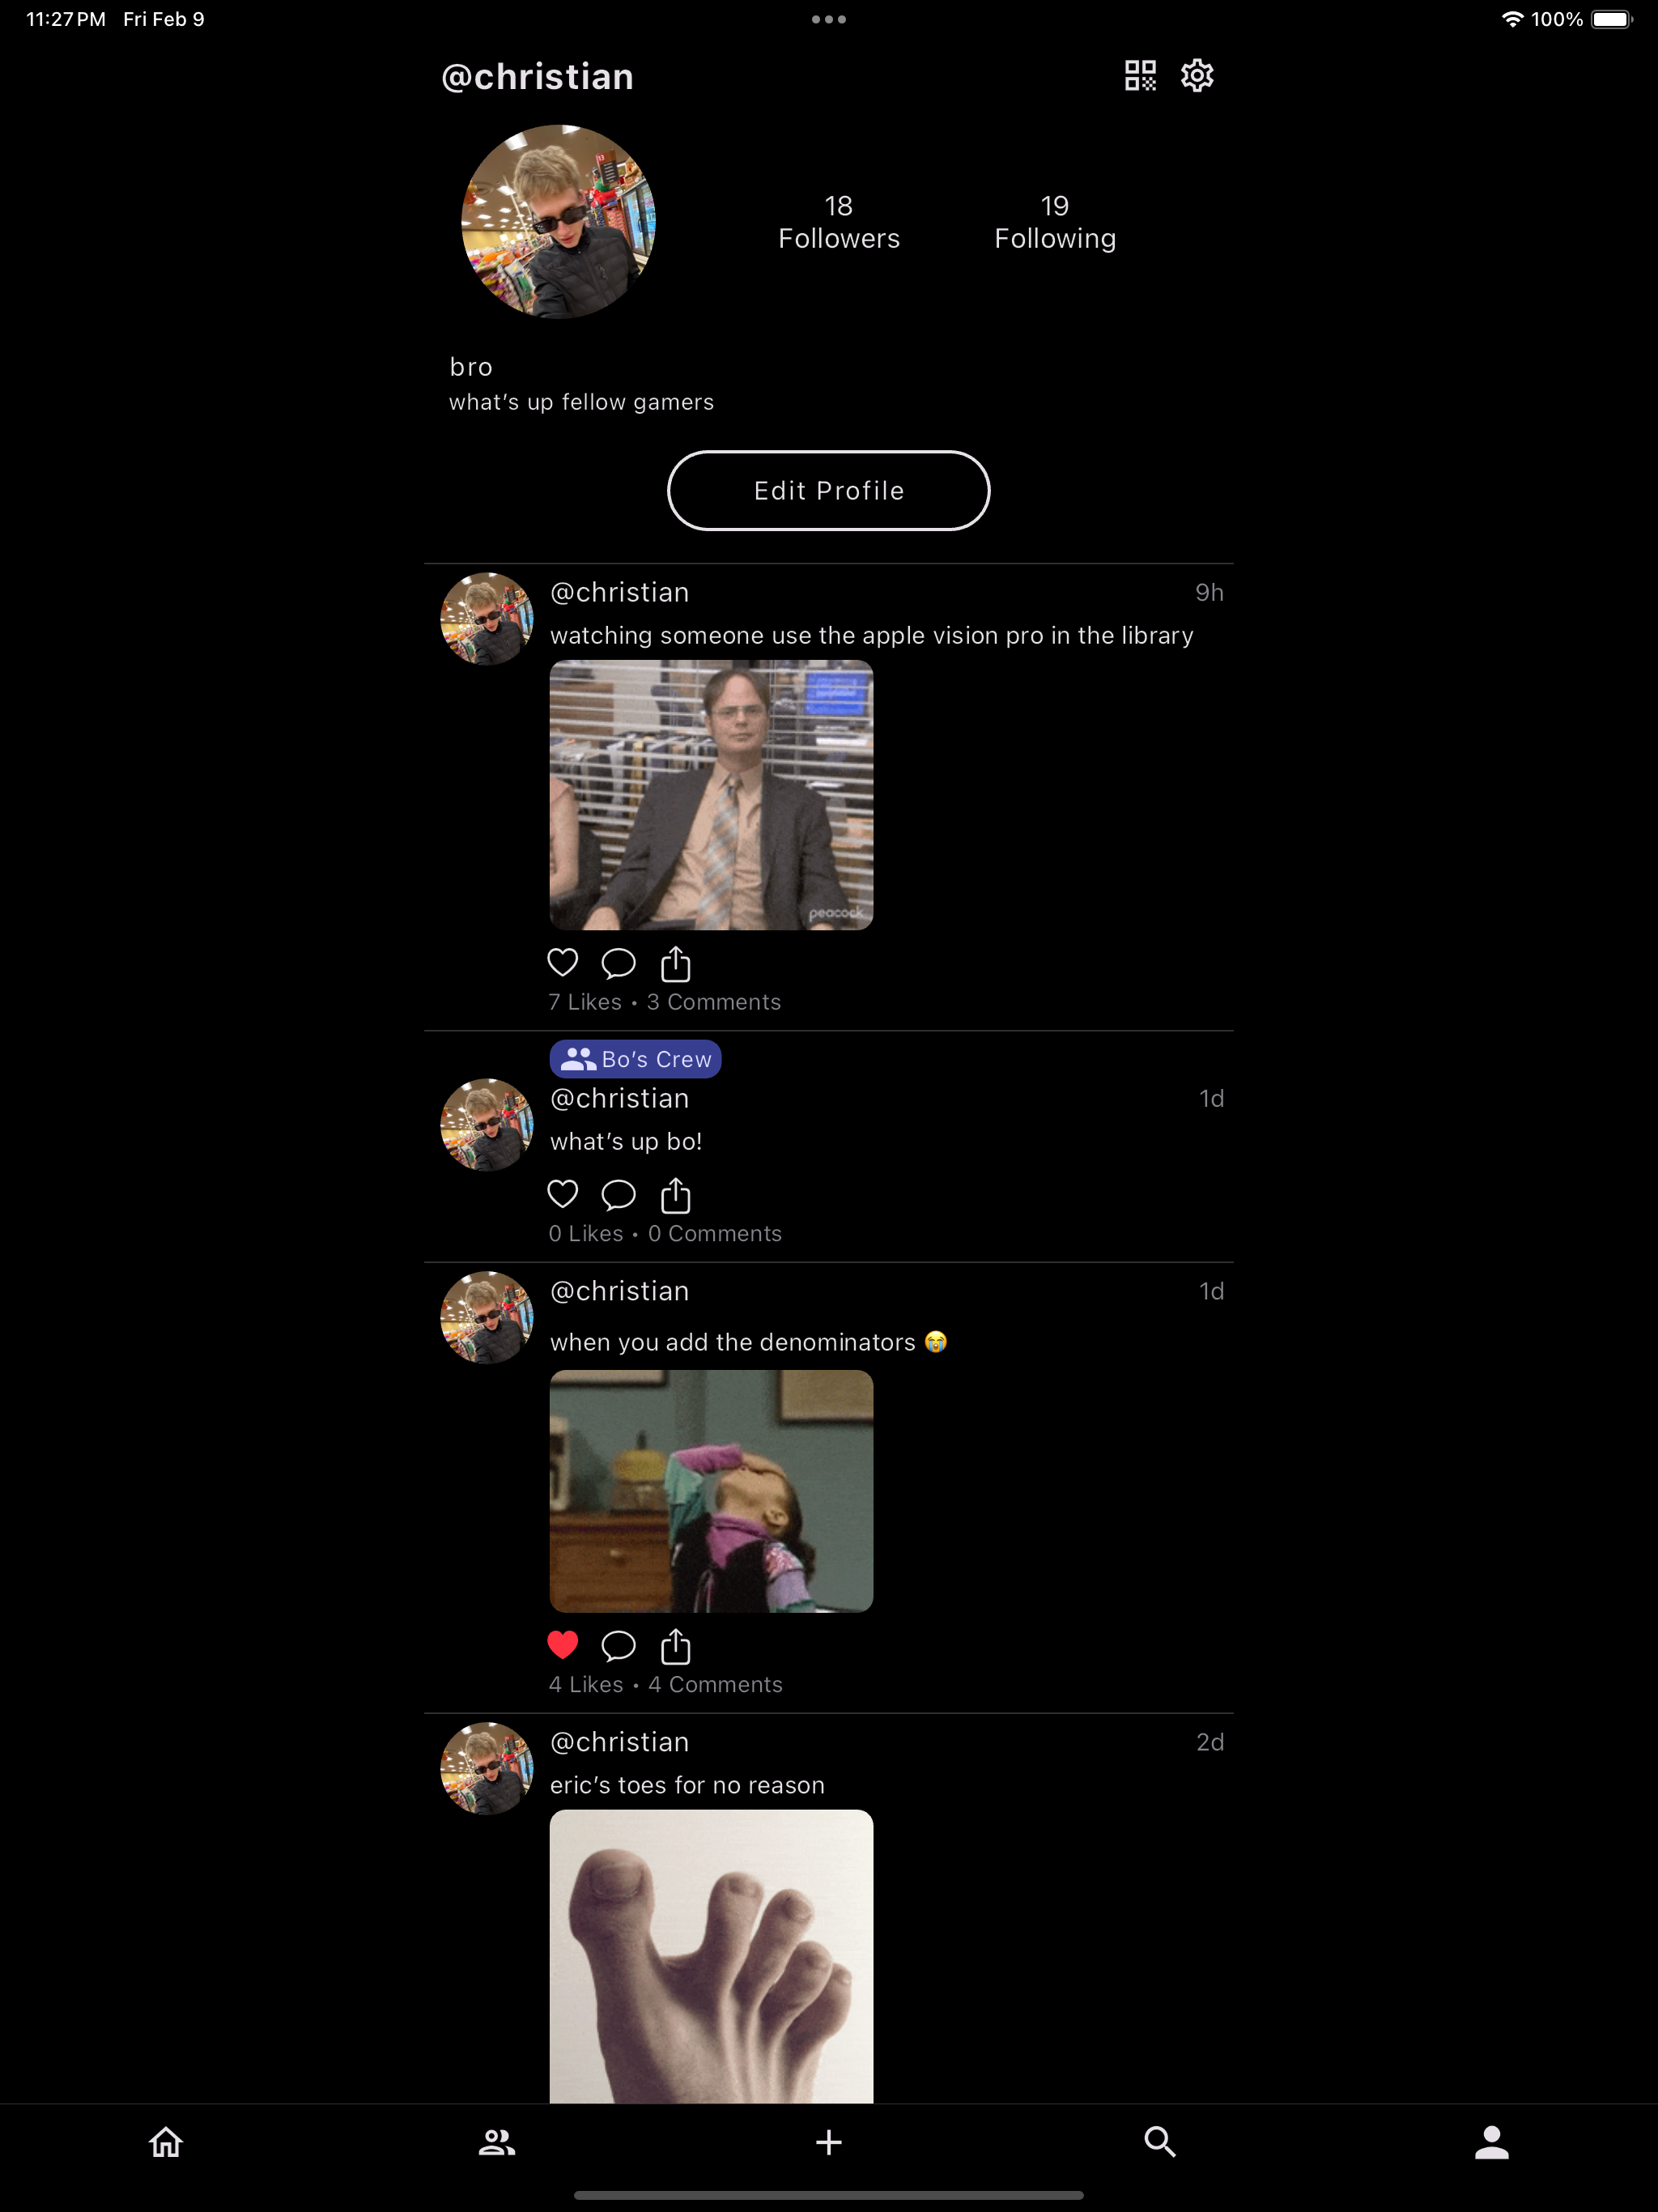 11:27 PM Fri Feb 9
100%
@christian
18
Followers
19
Following
bro
what’s up fellow gamers
Edit Profile
@christian
9h
watching someone use the apple vision pro in the library
peacock
7 Likes • 3 Comments
Bo’s Crew
@christian
1d
what’s up bo!
0 Likes • 0 Comments
@christian
1d
when you add the denominators 😭
4 Likes • 4 Comments
@christian
2d
eric’s toes for no reason